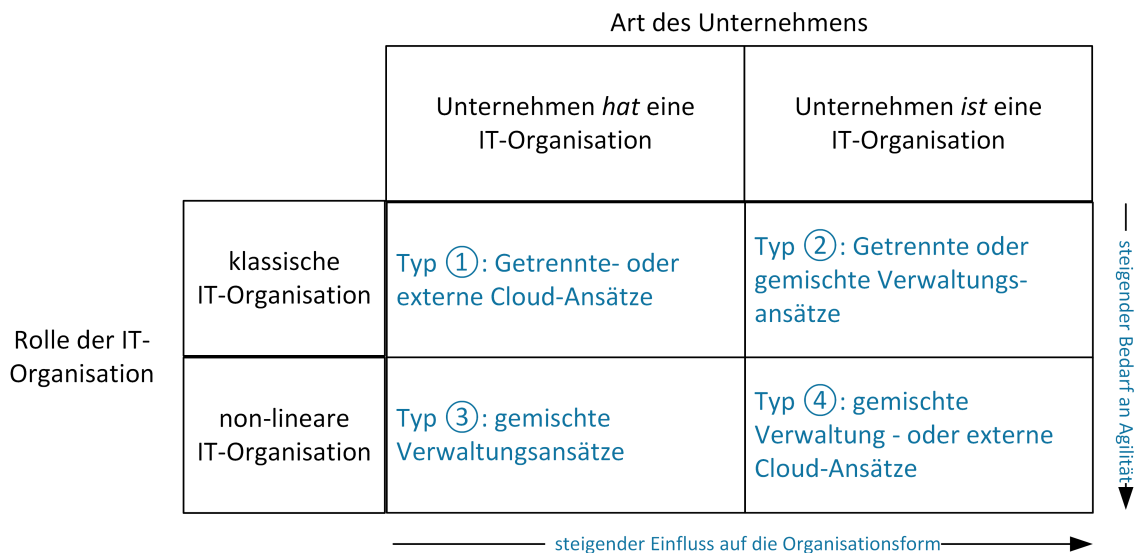 Art des Unternehmens
Unternehmen hat eine
IT-Organisation
Unternehmen ist eine
IT-Organisation
Rolle der IT-
Organisation
klassische
IT-Organisation
Typ ①: Getrennte- oder
externe Cloud-Ansätze
Typ ②: Getrennte oder
gemischte Verwaltungs-
ansätze
non-lineare
IT-Organisation
Typ ③: gemischte
Verwaltungsansätze
Typ ④: gemischte
Verwaltung - oder externe
Cloud-Ansätze
steigender Bedarf an Agilität
steigender Einfluss auf die Organisationsform